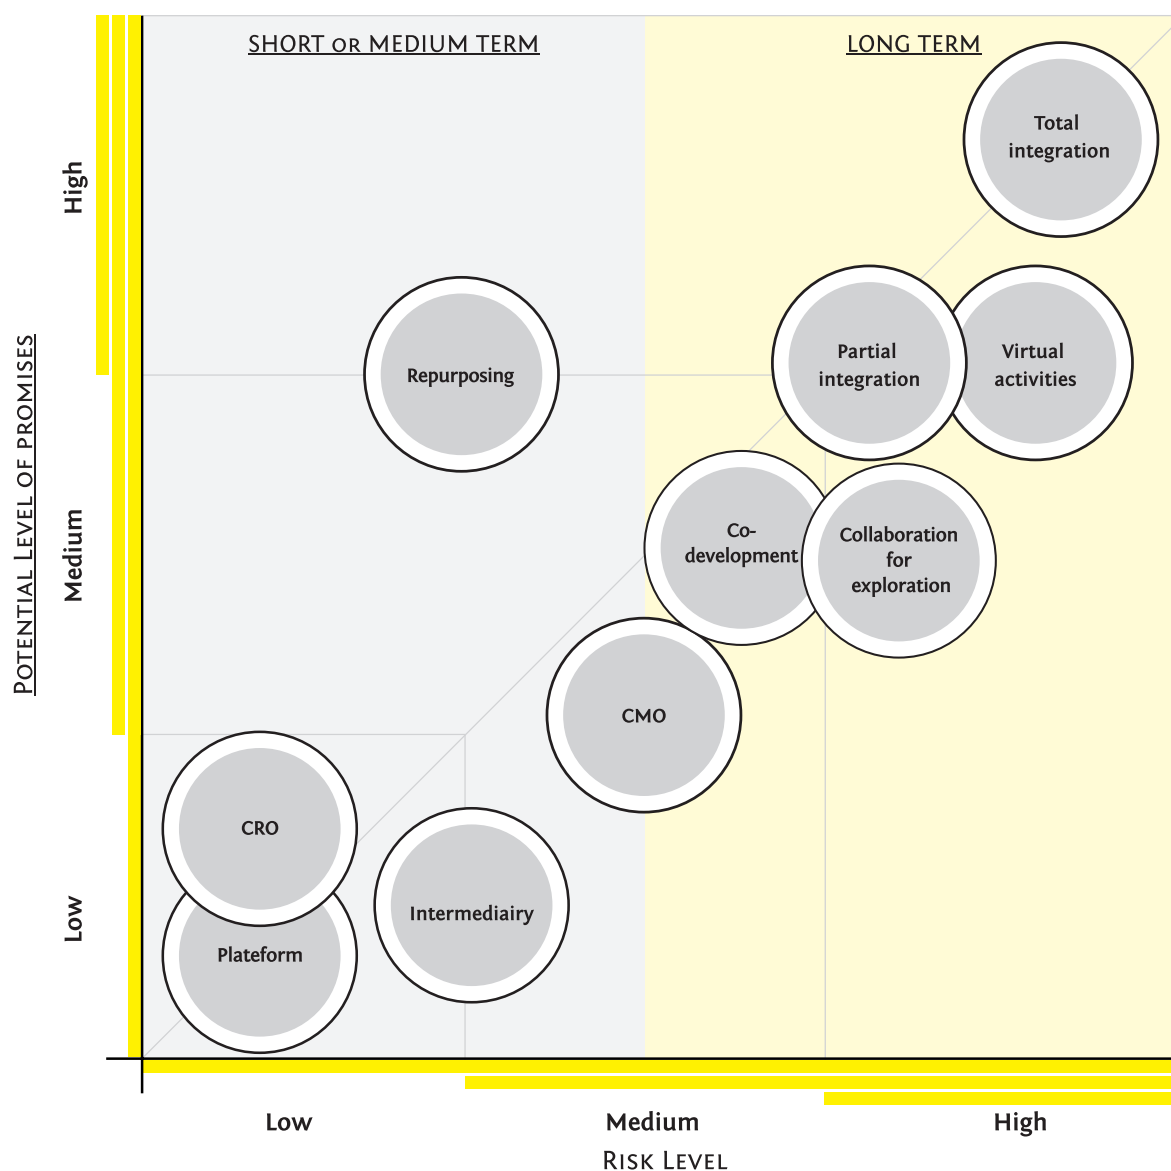 SHORT OR MEDIUM TERM
LONG TERM
Total
integration
High
Repurposing
Partial
integration
Virtual
activities
POTENTIAL LEVEL OF PROMISES
Medium
Co-
development
Collaboration
for
exploration
CMO
CRO
Low
Plateform
Intermediairy
Low
Medium
High
RISK LEVEL